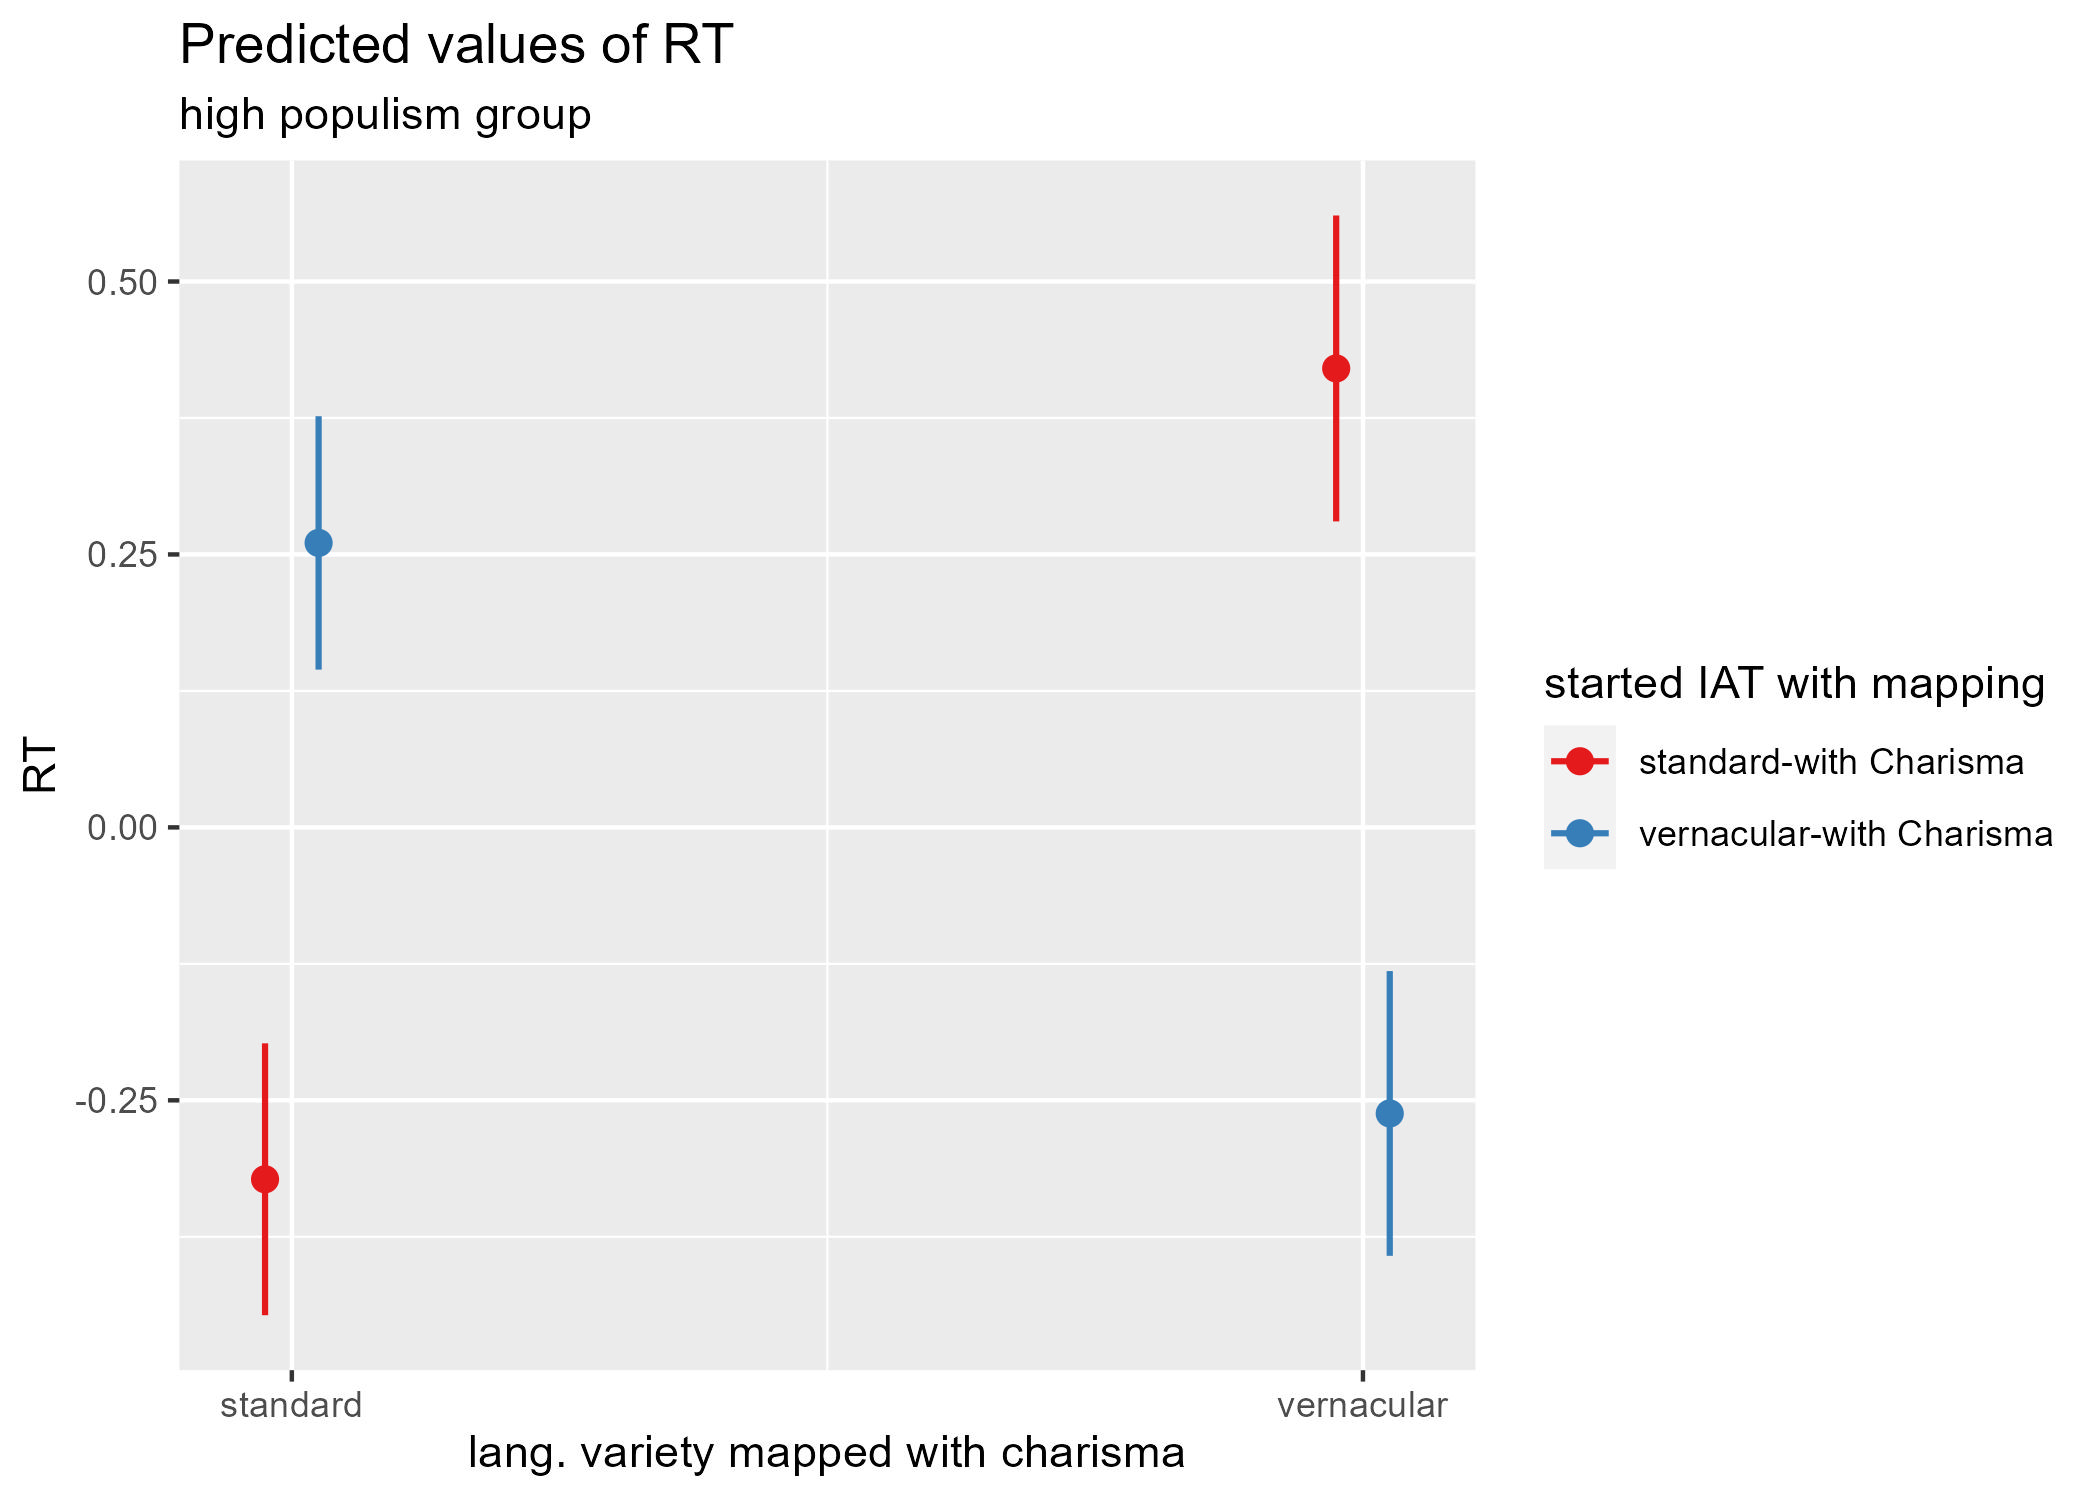 Predicted values of RT
high populism group
RT
0.50
0.25
0.00
-0.25
standard
vernacular
lang. variety mapped with charisma
started IAT with mapping
standard-with Charisma
vernacular-with Charisma